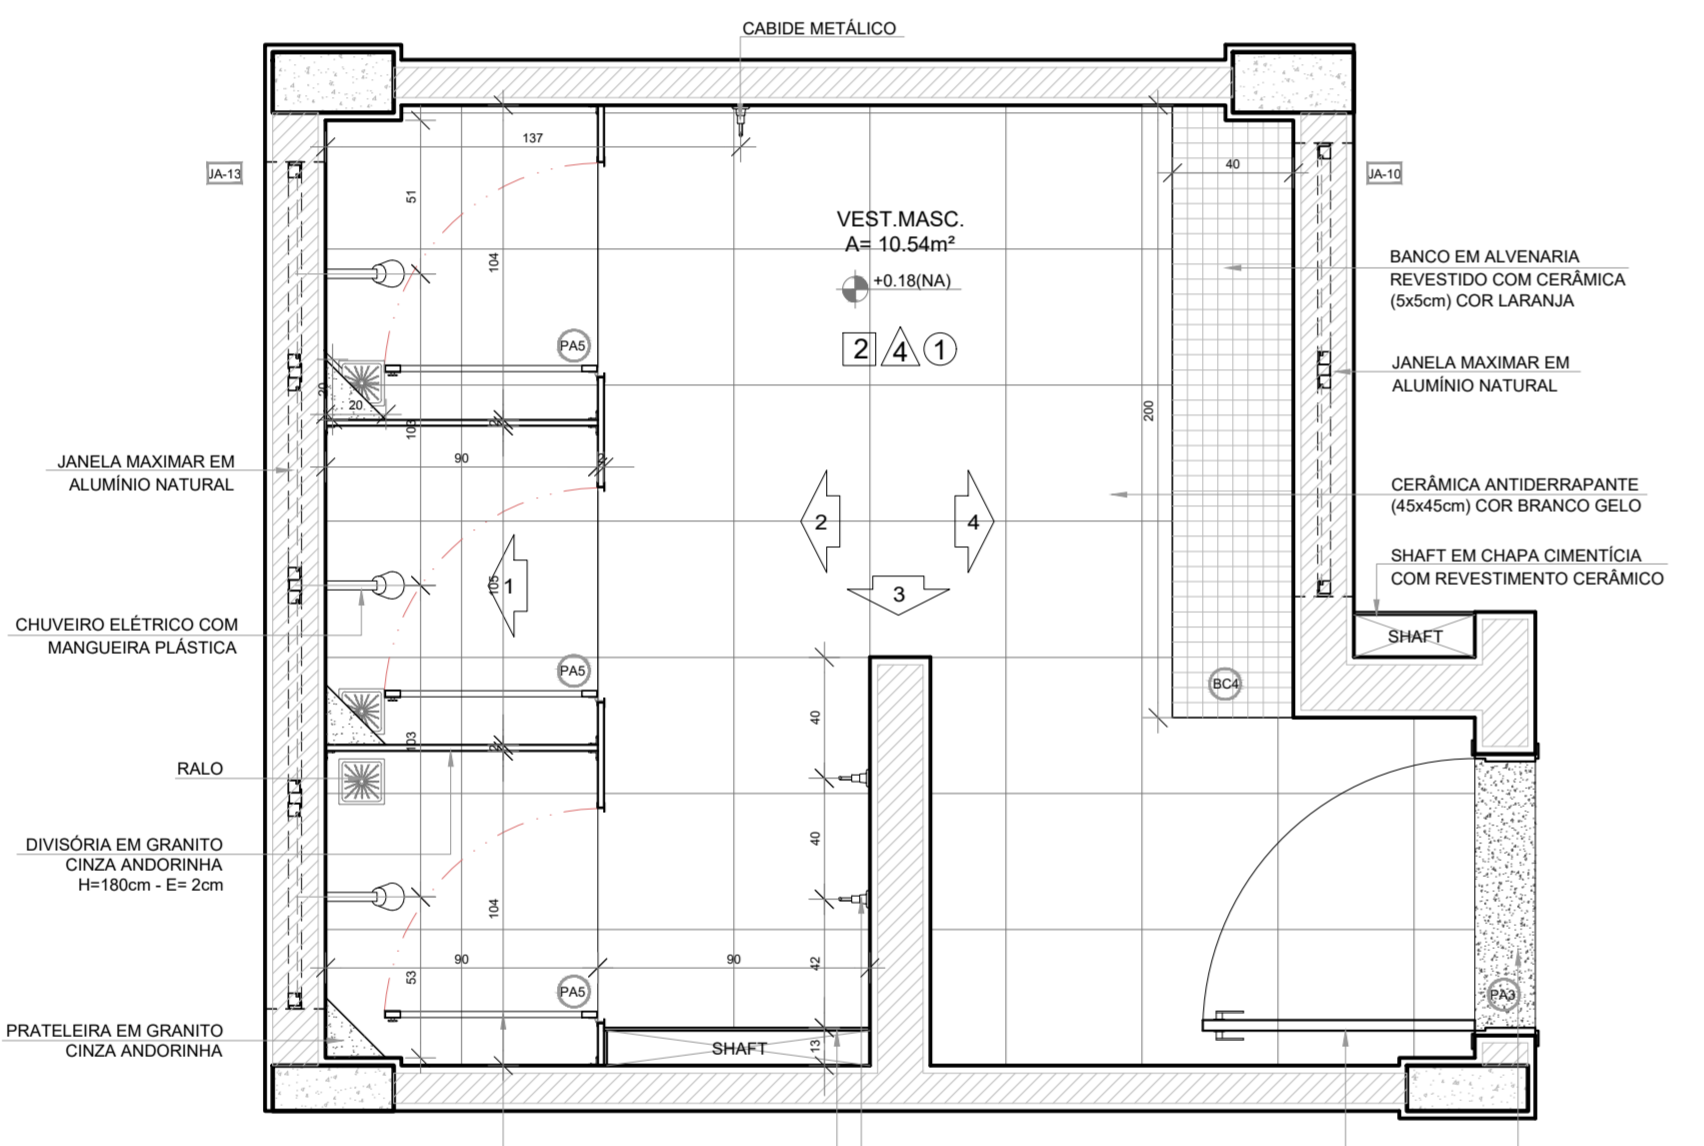 CABIDE METÁLICO
137
40
JA-13
JA-10
51
VEST.MASC.
A= 10.54m²
104
+0.18(NA)
BANCO EM ALVENARIA
REVESTIDO COM CERÂMICA
(5x5cm) COR LARANJA
2 4 1
PA5
JANELA MAXIMAR EM
ALUMÍNIO NATURAL
20
20
200
103
2
90
2
JANELA MAXIMAR EM
ALUMÍNIO NATURAL
CERÂMICA ANTIDERRAPANTE
(45x45cm) COR BRANCO GELO
2
4
SHAFT EM CHAPA CIMENTÍCIA
COM REVESTIMENTO CERÂMICO
105
1
3
CHUVEIRO ELÉTRICO COM
MANGUEIRA PLÁSTICA
SHAFT
PA5
BC4
40
103
2
RALO
40
DIVISÓRIA EM GRANITO
CINZA ANDORINHA
H=180cm - E= 2cm
104
90
90
42
53
PA5
PA3
PRATELEIRA EM GRANITO
CINZA ANDORINHA
SHAFT
13